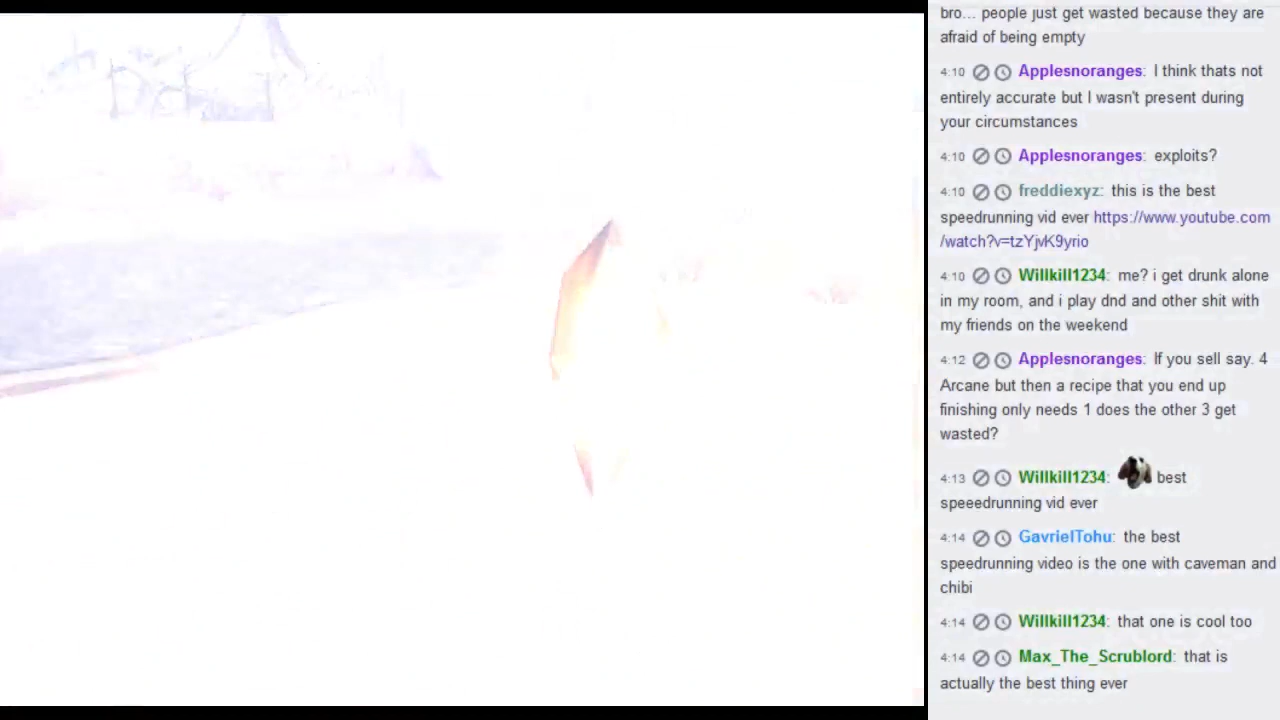 bro... people just get wasted because they are
afraid of being empty
4:10 Applesnoranges: I think thats not
entirely accurate but I wasn't present during
your circumstances
4:10 Applesnoranges: exploits?
4:10 freddiexyz: this is the best
speedrunning vid ever https://www.youtube.com
/watch?v=tzYjvK9yrio
4:10 Willkill1234: me? i get drunk alone
in my room, and i play dnd and other shit with
my friends on the weekend
4:12 Applesnoranges: If you sell say. 4
Arcane but then a recipe that you end up
finishing only needs 1 does the other 3 get
wasted?
4:13 Willkill1234: best
speeedrunning vid ever
4:14 GavrielTohu: the best
speedrunning video is the one with caveman and
chibi
4:14 Willkill1234: that one is cool too
4:14 Max_The_Scrublord: that is
actually the best thing ever